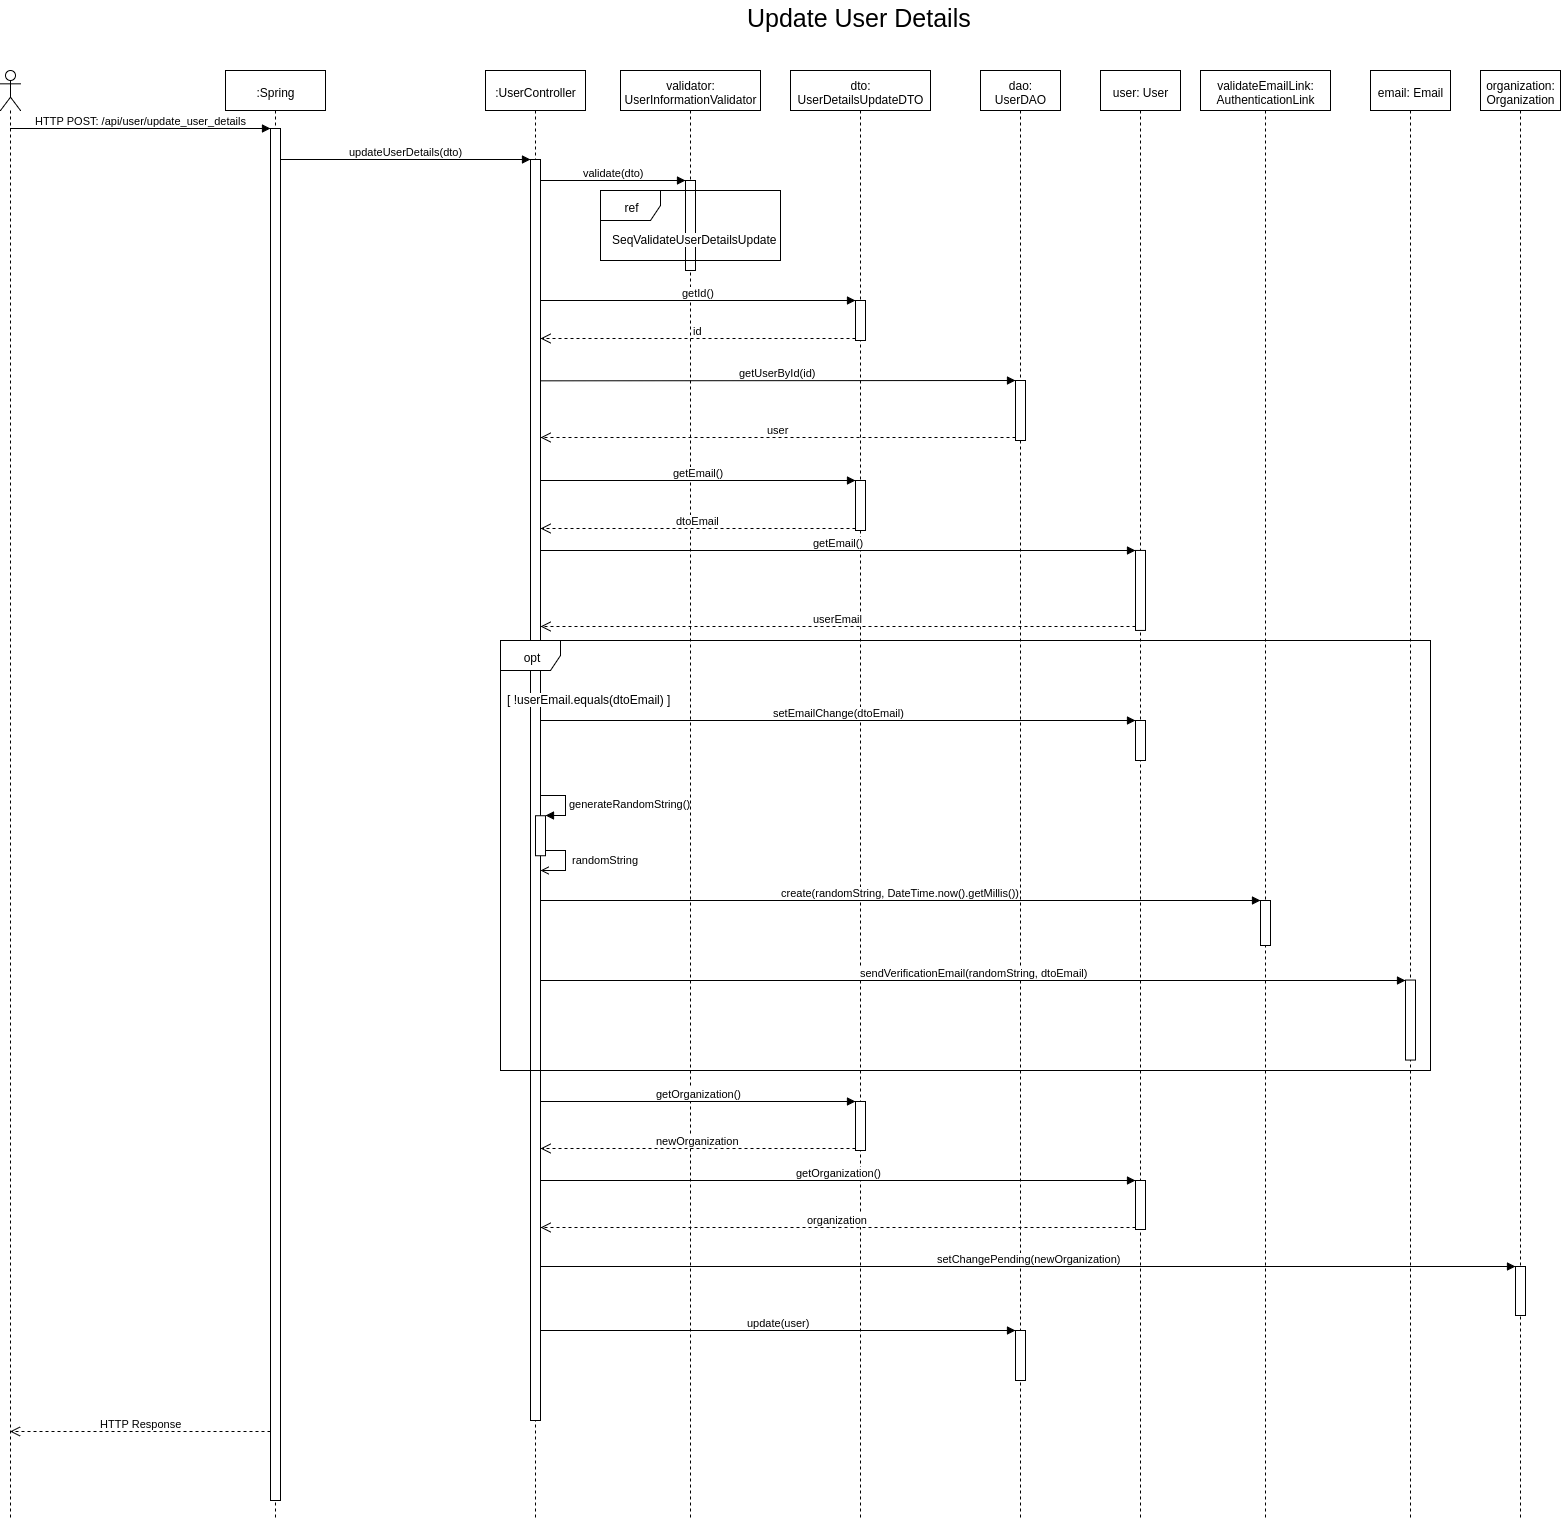 Update User Details
:Spring
:UserController
validator:
UserInformationValidator
dto:
UserDetailsUpdateDTO
dao:
UserDAO
user: User
validateEmailLink:
AuthenticationLink
email: Email
organization:
Organization
HTTP POST: /api/user/update_user_details
updateUserDetails(dto)
validate(dto)
ref
SeqValidateUserDetailsUpdate
getId()
id
getUserById(id)
user
getEmail()
dtoEmail
getEmail()
userEmail
opt
[ !userEmail.equals(dtoEmail) ]
setEmailChange(dtoEmail)
generateRandomString()
randomString
create(randomString, DateTime.now().getMillis())
sendVerificationEmail(randomString, dtoEmail)
getOrganization()
newOrganization
getOrganization()
organization
setChangePending(newOrganization)
update(user)
HTTP Response